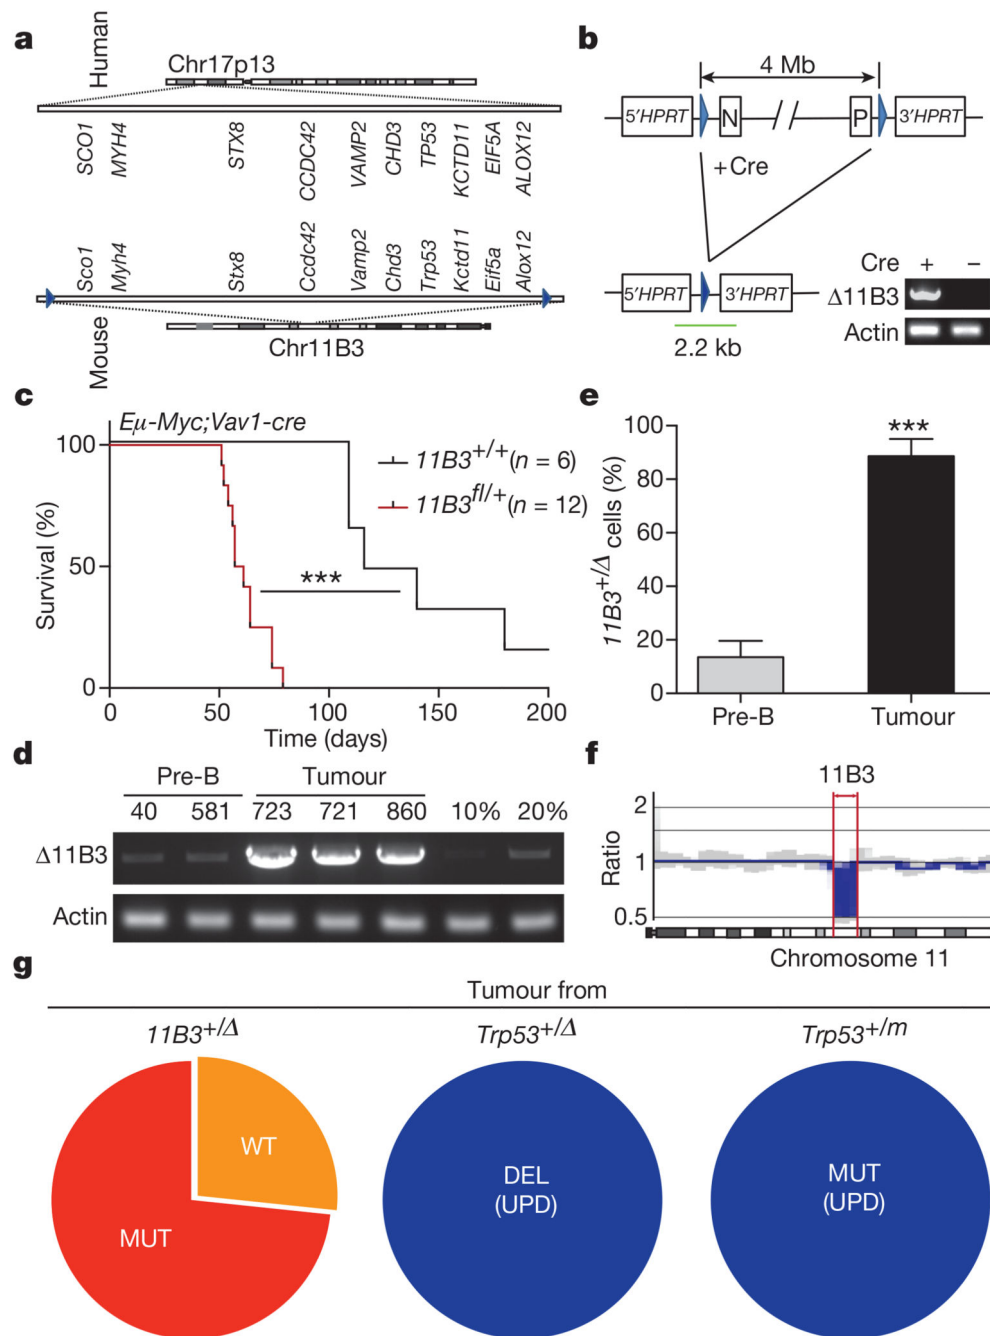 a
Human
Chr17p13
SCO1 MYH4 STX8 CCDC42 VAMP2 CHD3 TP53 KCTD11 EIF5A ALOX12
Sco1 Myh4 Stx8 Ccdc42 Vamp2 Chd3 Trp53 Kctd11 Eif5a Alox12
Mouse
Chr11B3
b
4 Mb
5′HPRT N // P 3′HPRT
+Cre
5′HPRT 3′HPRT
2.2 kb
Cre + −
Δ11B3
Actin
c
Eμ-Myc;Vav1-cre
11B3+/+(n = 6)
11B3fl/+(n = 12)
***
Survival (%)
100
50
0
0 50 100 150 200
Time (days)
e
***
11B3+/Δ cells (%)
100
80
60
40
20
0
Pre-B Tumour
d
Pre-B Tumour
40 581 723 721 860 10% 20%
Δ11B3
Actin
f
11B3
Ratio
2
1
0.5
Chromosome 11
g
Tumour from
11B3+/Δ Trp53+/Δ Trp53+/m
WT
MUT
DEL
(UPD)
MUT
(UPD)